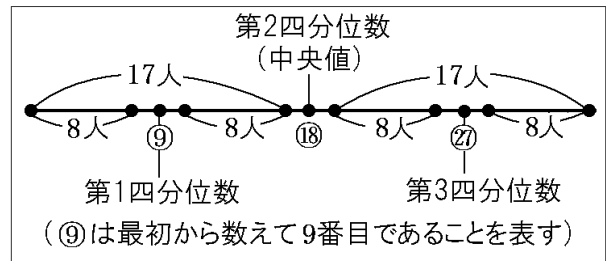 第2四分位数
(中央値)
17人 17人
8人 ⑨ 8人 ⑱ 8人 ㉗ 8人
第1四分位数 第3四分位数
(⑨は最初から数えて9番目であることを表す)